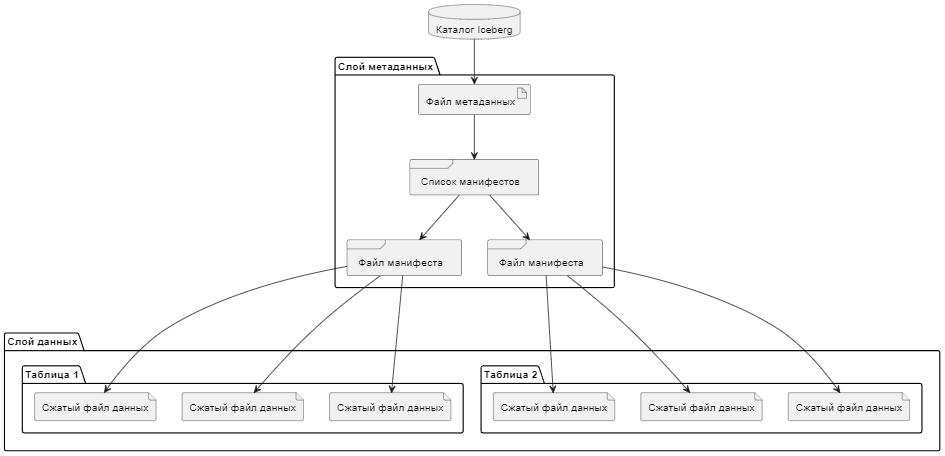 Каталог Iceberg
Слой метаданных
Файл метаданных
Список манифестов
Файл манифеста
Файл манифеста
Слой данных
Таблица 1
Таблица 2
Сжатый файл данных
Сжатый файл данных
Сжатый файл данных
Сжатый файл данных
Сжатый файл данных
Сжатый файл данных